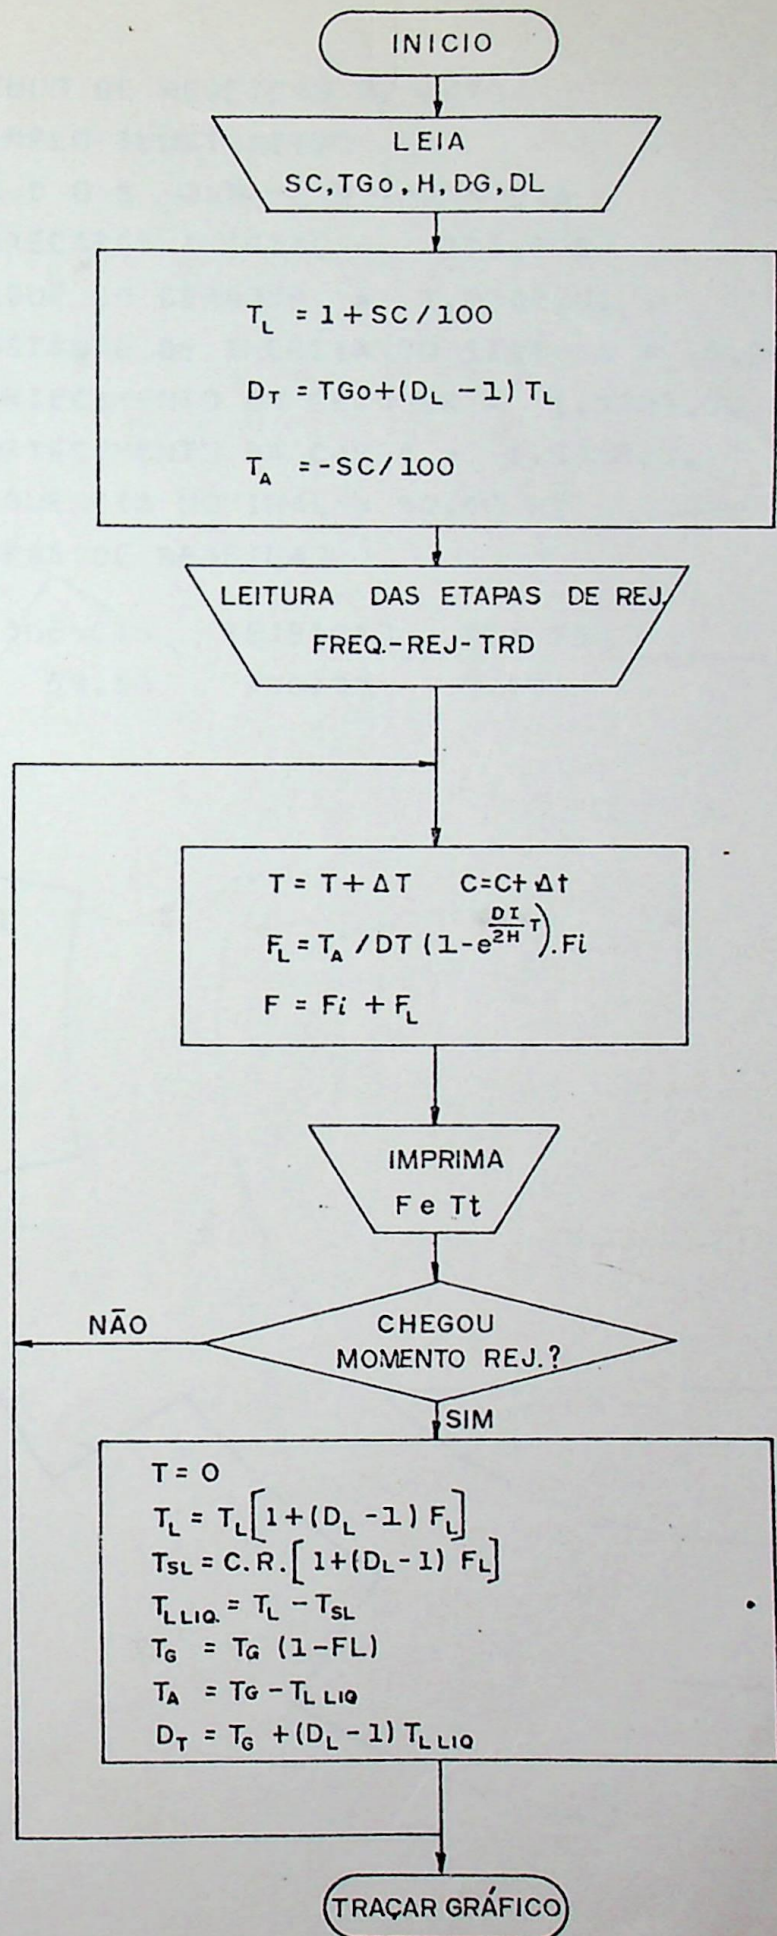 INICIO
LEIA
SC, TGo, H, DG, DL
T_L = 1 + SC/100
D_T = TGo+(D_L -1) T_L
T_A = -SC/100
LEITURA DAS ETAPAS DE REJ.
FREQ.-REJ-TRD
T = T + ΔT C=C+Δt
F_L = T_A /DT (1-e^(DT/2H T)).Fi
F = Fi + F_L
IMPRIMA
F e Tt
NÃO
CHEGOU
MOMENTO REJ.?
SIM
T = 0
T_L = T_L[1+(D_L -1) F_L]
T_SL = C.R.[1+(D_L-1) F_L]
T_L LIQ. = T_L - T_SL
T_G = T_G (1-FL)
T_A = TG - T_L LIQ
D_T = T_G +(D_L -1) T_L LIQ
TRAÇAR GRÁFICO